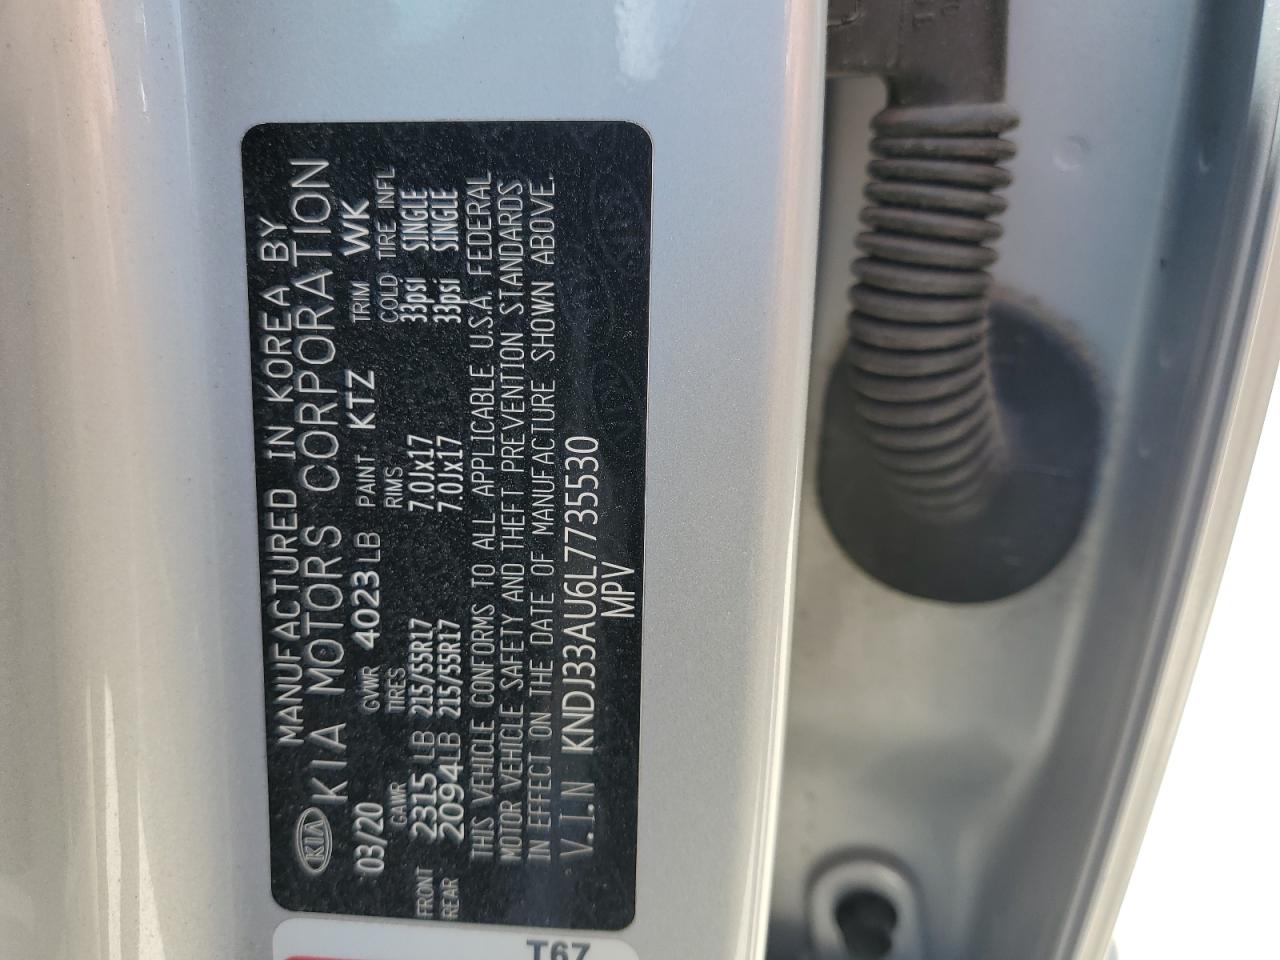 KIA
MANUFACTURED IN KOREA BY
KIA MOTORS CORPORATION
03/20 GVWR 4023LB PAINT KTZ TRIM WK
GAWR TIRES RIMS COLD TIRE INFL
FRONT 2315 LB 215/55R17 7.0Jx17 33psi SINGLE
REAR 2094LB 215/55R17 7.0Jx17 33psi SINGLE
THIS VEHICLE CONFORMS TO ALL APPLICABLE U.S.A. FEDERAL
MOTOR VEHICLE SAFETY AND THEFT PREVENTION STANDARDS
IN EFFECT ON THE DATE OF MANUFACTURE SHOWN ABOVE.
V.I.N KNDJ33AU6L7735530
MPV
T67